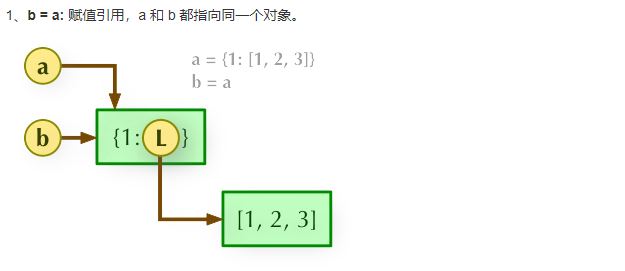 1、b = a: 赋值引用，a 和 b 都指向同一个对象。
a = {1: [1, 2, 3]}
b = a
a
b
{1: L }
[1, 2, 3]